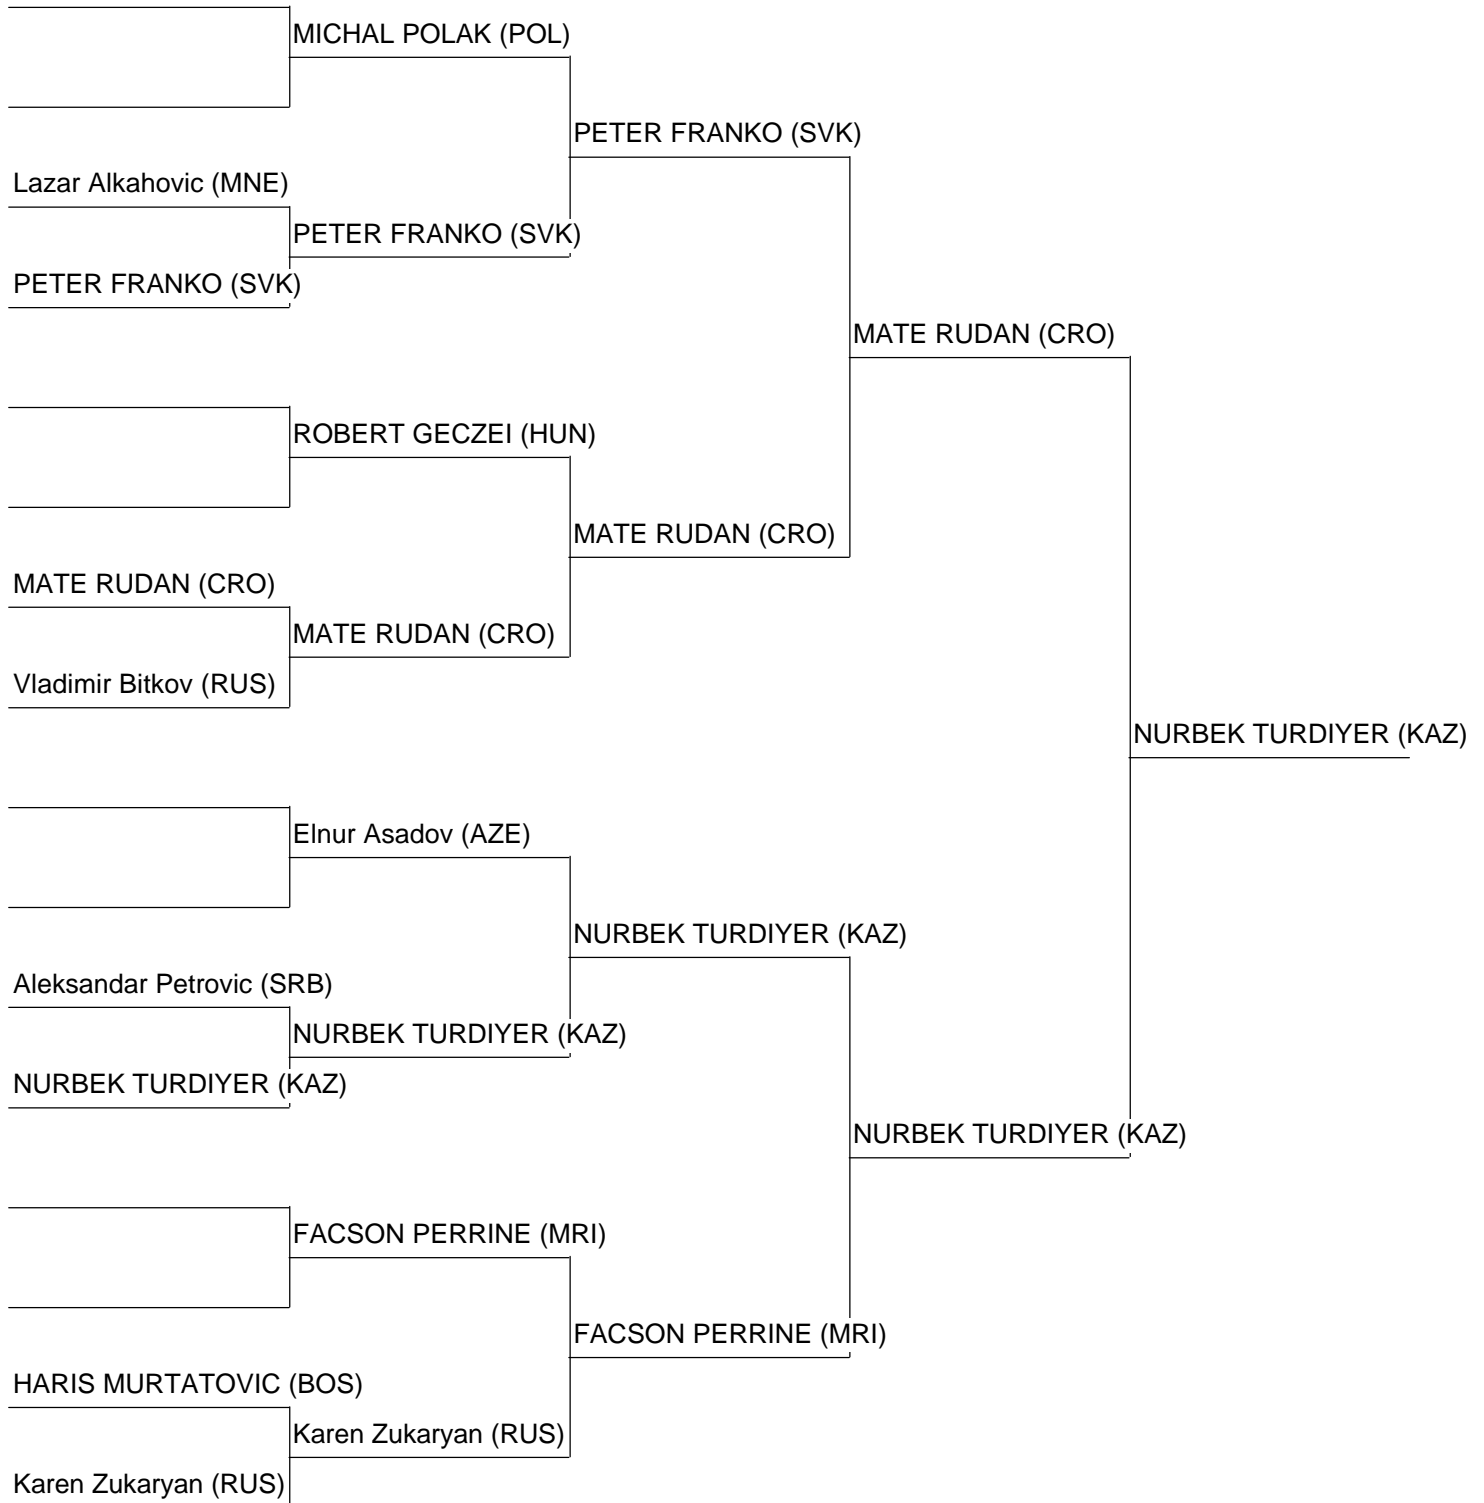 MICHAL POLAK (POL)
PETER FRANKO (SVK)
Lazar Alkahovic (MNE)
PETER FRANKO (SVK)
PETER FRANKO (SVK)
MATE RUDAN (CRO)
ROBERT GECZEI (HUN)
MATE RUDAN (CRO)
MATE RUDAN (CRO)
MATE RUDAN (CRO)
Vladimir Bitkov (RUS)
NURBEK TURDIYER (KAZ)
Elnur Asadov (AZE)
NURBEK TURDIYER (KAZ)
Aleksandar Petrovic (SRB)
NURBEK TURDIYER (KAZ)
NURBEK TURDIYER (KAZ)
NURBEK TURDIYER (KAZ)
FACSON PERRINE (MRI)
FACSON PERRINE (MRI)
HARIS MURTATOVIC (BOS)
Karen Zukaryan (RUS)
Karen Zukaryan (RUS)